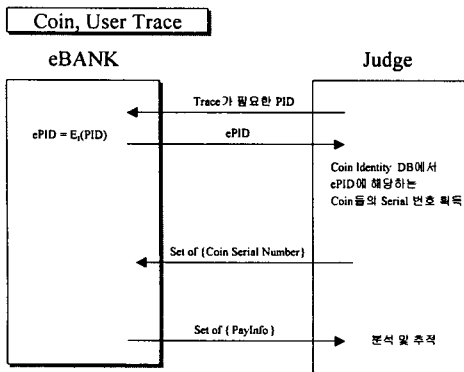 Coin, User Trace
eBANK
Judge
Trace가 필요한 PID
ePID = E₁(PID)
ePID
Coin Identity DB에서
ePID에 해당하는
Coin들의 Serial 번호 획득
Set of {Coin Serial Number}
Set of { PayInfo }
분석 및 추적